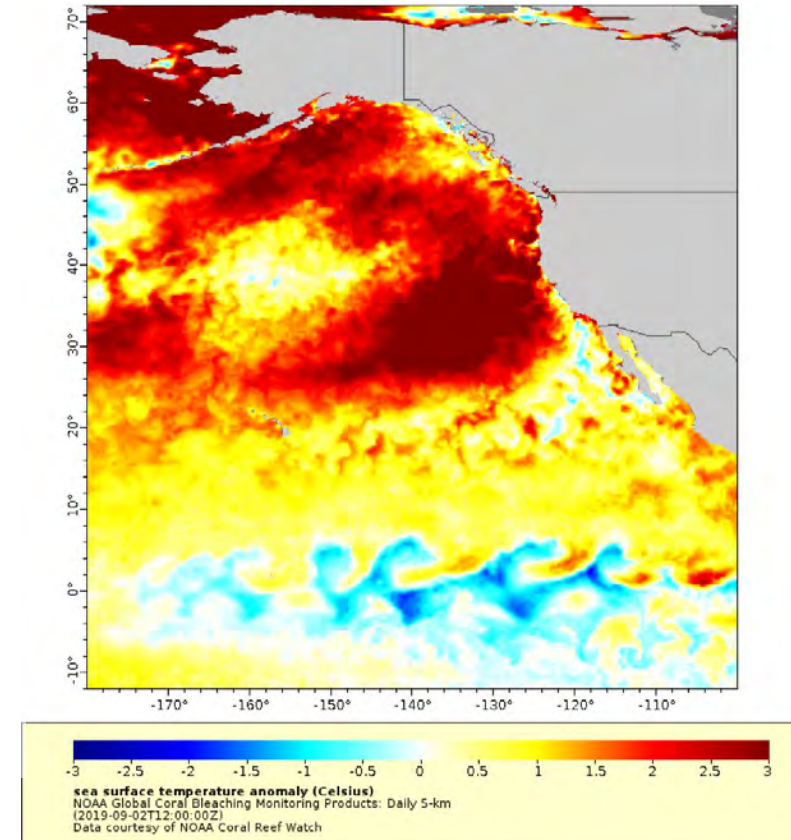 70°
60°
50°
40°
30°
20°
10°
0°
-10°
-170° -160° -150° -140° -130° -120° -110°
-3 -2.5 -2 -1.5 -1 -0.5 0 0.5 1 1.5 2 2.5 3
sea surface temperature anomaly (Celsius)
NOAA Global Coral Bleaching Monitoring Products: Daily 5-km
(2019-09-02T12:00:00Z)
Data courtesy of NOAA Coral Reef Watch